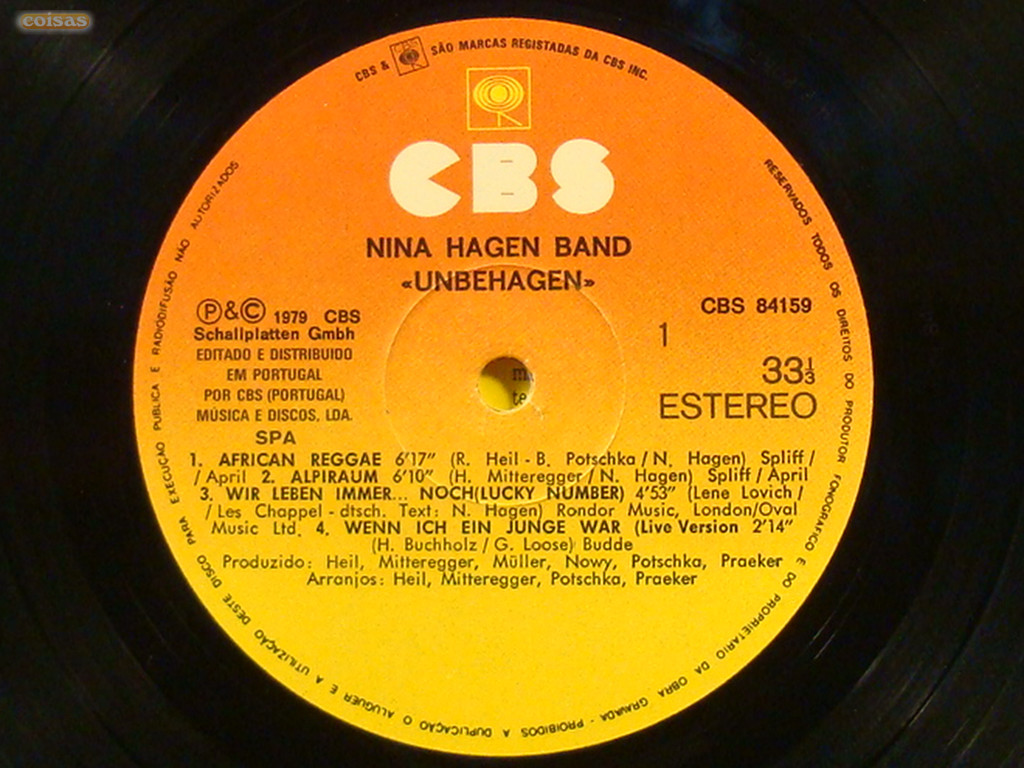 coisas
CBS & CBS SÃO MARCAS REGISTADAS DA CBS INC.
CBS
NINA HAGEN BAND
«UNBEHAGEN»
Ⓟ&© 1979 CBS
Schallplatten Gmbh
EDITADO E DISTRIBUIDO
EM PORTUGAL
POR CBS (PORTUGAL)
MÚSICA E DISCOS, LDA.
SPA
CBS 84159
1
33⅓
ESTEREO
1. AFRICAN REGGAE 6'17" (R. Heil - B. Potschka / N. Hagen) Spliff /
/ April 2. ALPIRAUM 6'10" (H. Mitteregger / N. Hagen) Spliff / April
3. WIR LEBEN IMMER... NOCH(LUCKY NUMBER) 4'53" (Lene Lovich /
/ Les Chappel - dtsch. Text: N. Hagen) Rondor Music, London/Oval
Music Ltd. 4. WENN ICH EIN JUNGE WAR (Live Version 2'14"
(H. Buchholz / G. Loose) Budde
Produzido: Heil, Mitteregger, Müller, Nowy, Potschka, Praeker
Arranjos: Heil, Mitteregger, Potschka, Praeker
RESERVADOS TODOS OS DIREITOS DO PRODUTOR FONOGRAFICO E DO PROPRIETARIO DA OBRA GRAVADA - PROIBIDOS A DUPLICAÇÃO O ALUGUER E A UTILIZAÇÃO DESTE DISCO PARA EXECUÇÃO PUBLICA E RADIODIFUSÃO NÃO AUTORIZADOS